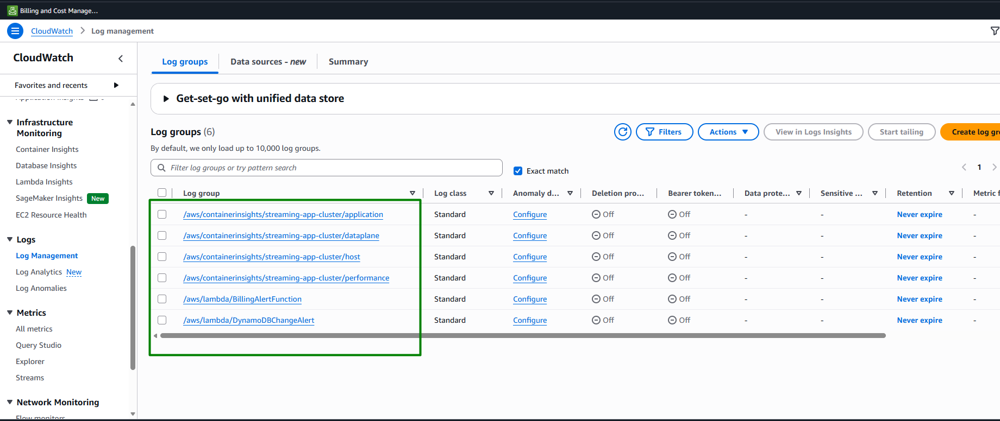 Billing and Cost Manage...
CloudWatch > Log management
CloudWatch
Favorites and recents
Infrastructure
Monitoring
Container Insights
Database Insights
Lambda Insights
SageMaker Insights New
EC2 Resource Health
Logs
Log Management
Log Analytics New
Log Anomalies
Metrics
All metrics
Query Studio
Explorer
Streams
Network Monitoring
Log groups
Data sources - new
Summary
Get-set-go with unified data store
Log groups (6)
Filters
Actions
View in Logs Insights
Start tailing
Create log gr
By default, we only load up to 10,000 log groups.
Filter log groups or try pattern search
Exact match
1
Log group Log class Anomaly d... Deletion pro... Bearer token... Data prote... Sensitive ... Retention Metric f
/aws/containerinsights/streaming-app-cluster/application Standard Configure Off Off - - Never expire -
/aws/containerinsights/streaming-app-cluster/dataplane Standard Configure Off Off - - Never expire -
/aws/containerinsights/streaming-app-cluster/host Standard Configure Off Off - - Never expire -
/aws/containerinsights/streaming-app-cluster/performance Standard Configure Off Off - - Never expire -
/aws/lambda/BillingAlertFunction Standard Configure Off Off - - Never expire -
/aws/lambda/DynamoDBChangeAlert Standard Configure Off Off - - Never expire -